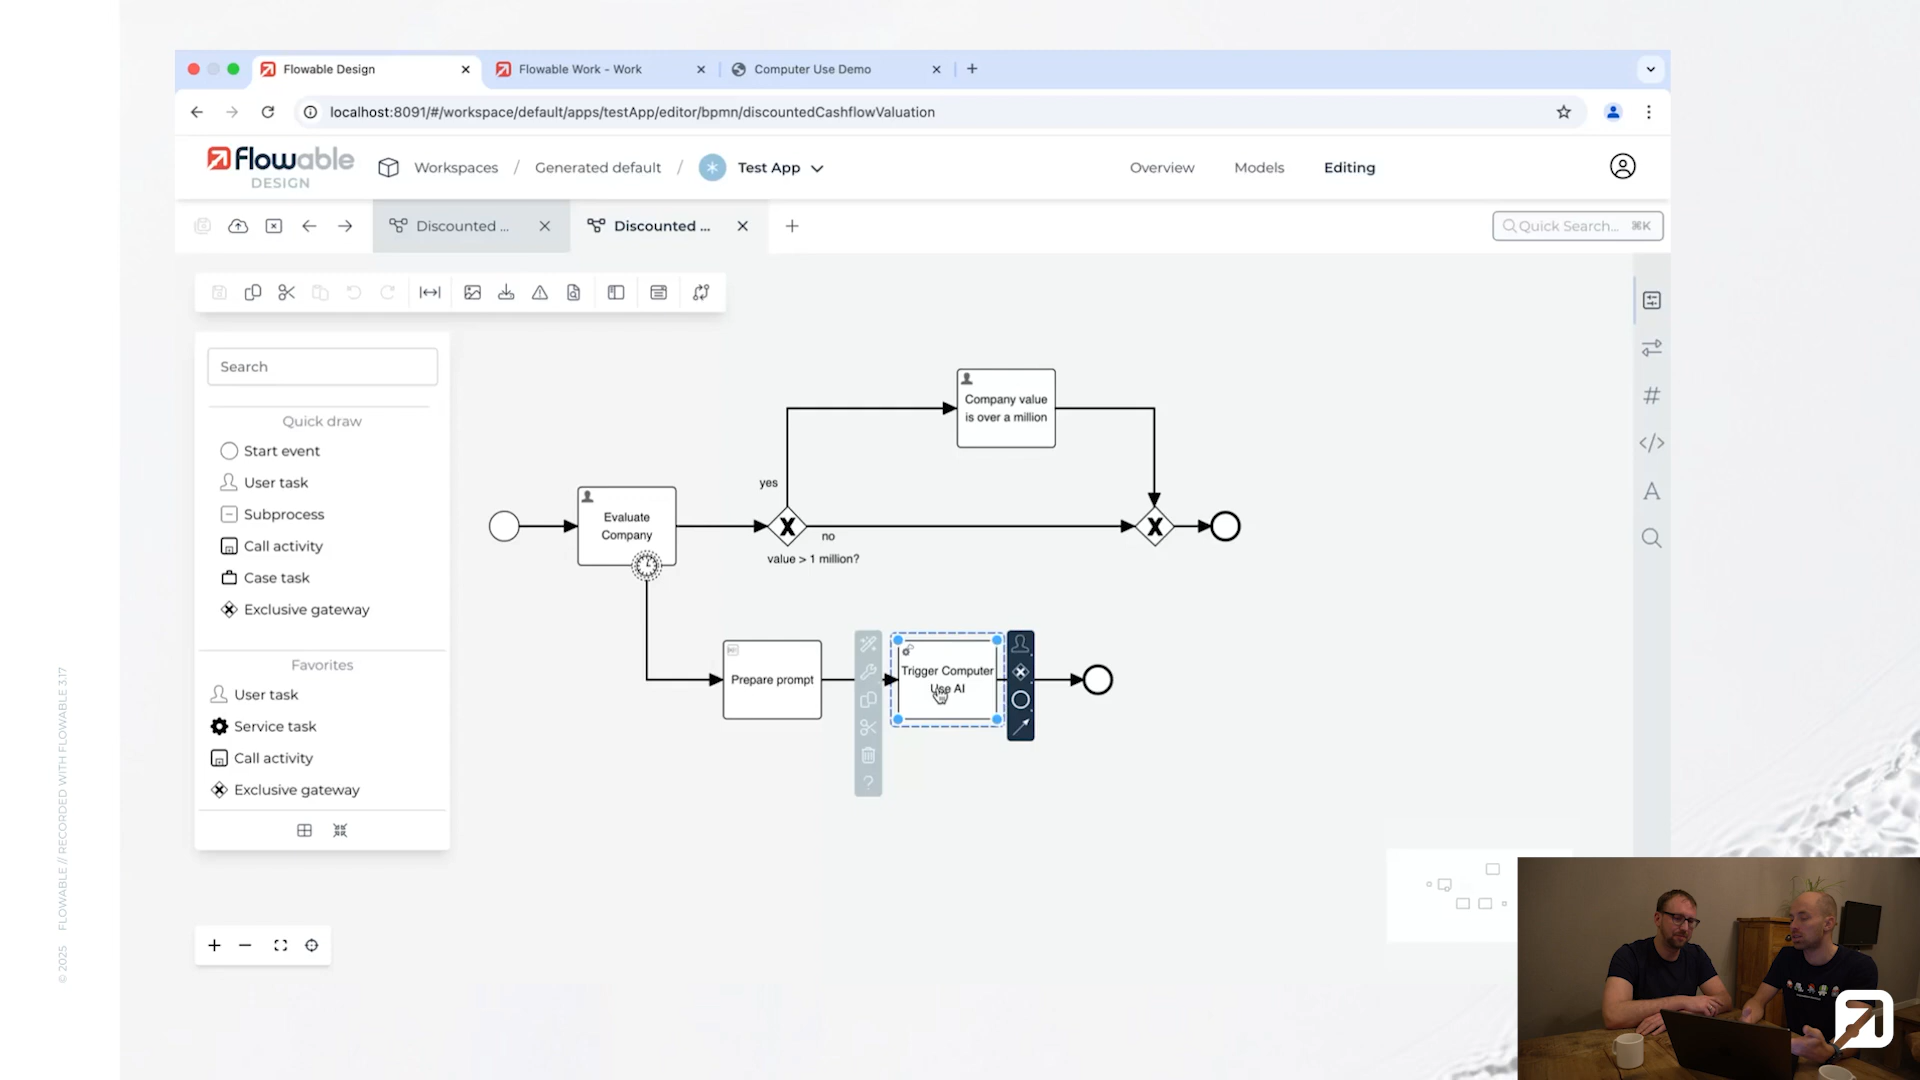 Flowable Design
Flowable Work - Work
Computer Use Demo
localhost:8091/#/workspace/default/apps/testApp/editor/bpmn/discountedCashflowValuation
Flowable
DESIGN
Workspaces / Generated default / Test App
Overview
Models
Editing
Discounted ...
Discounted ...
Quick Search... ⌘K
Search
Quick draw
Start event
User task
Subprocess
Call activity
Case task
Exclusive gateway
Favorites
User task
Service task
Call activity
Exclusive gateway
Company value
is over a million
yes
Evaluate
Company
no
value > 1 million?
Prepare prompt
Trigger Computer
Use AI
© 2025 FLOWABLE // RECORDED WITH FLOWABLE 3.17